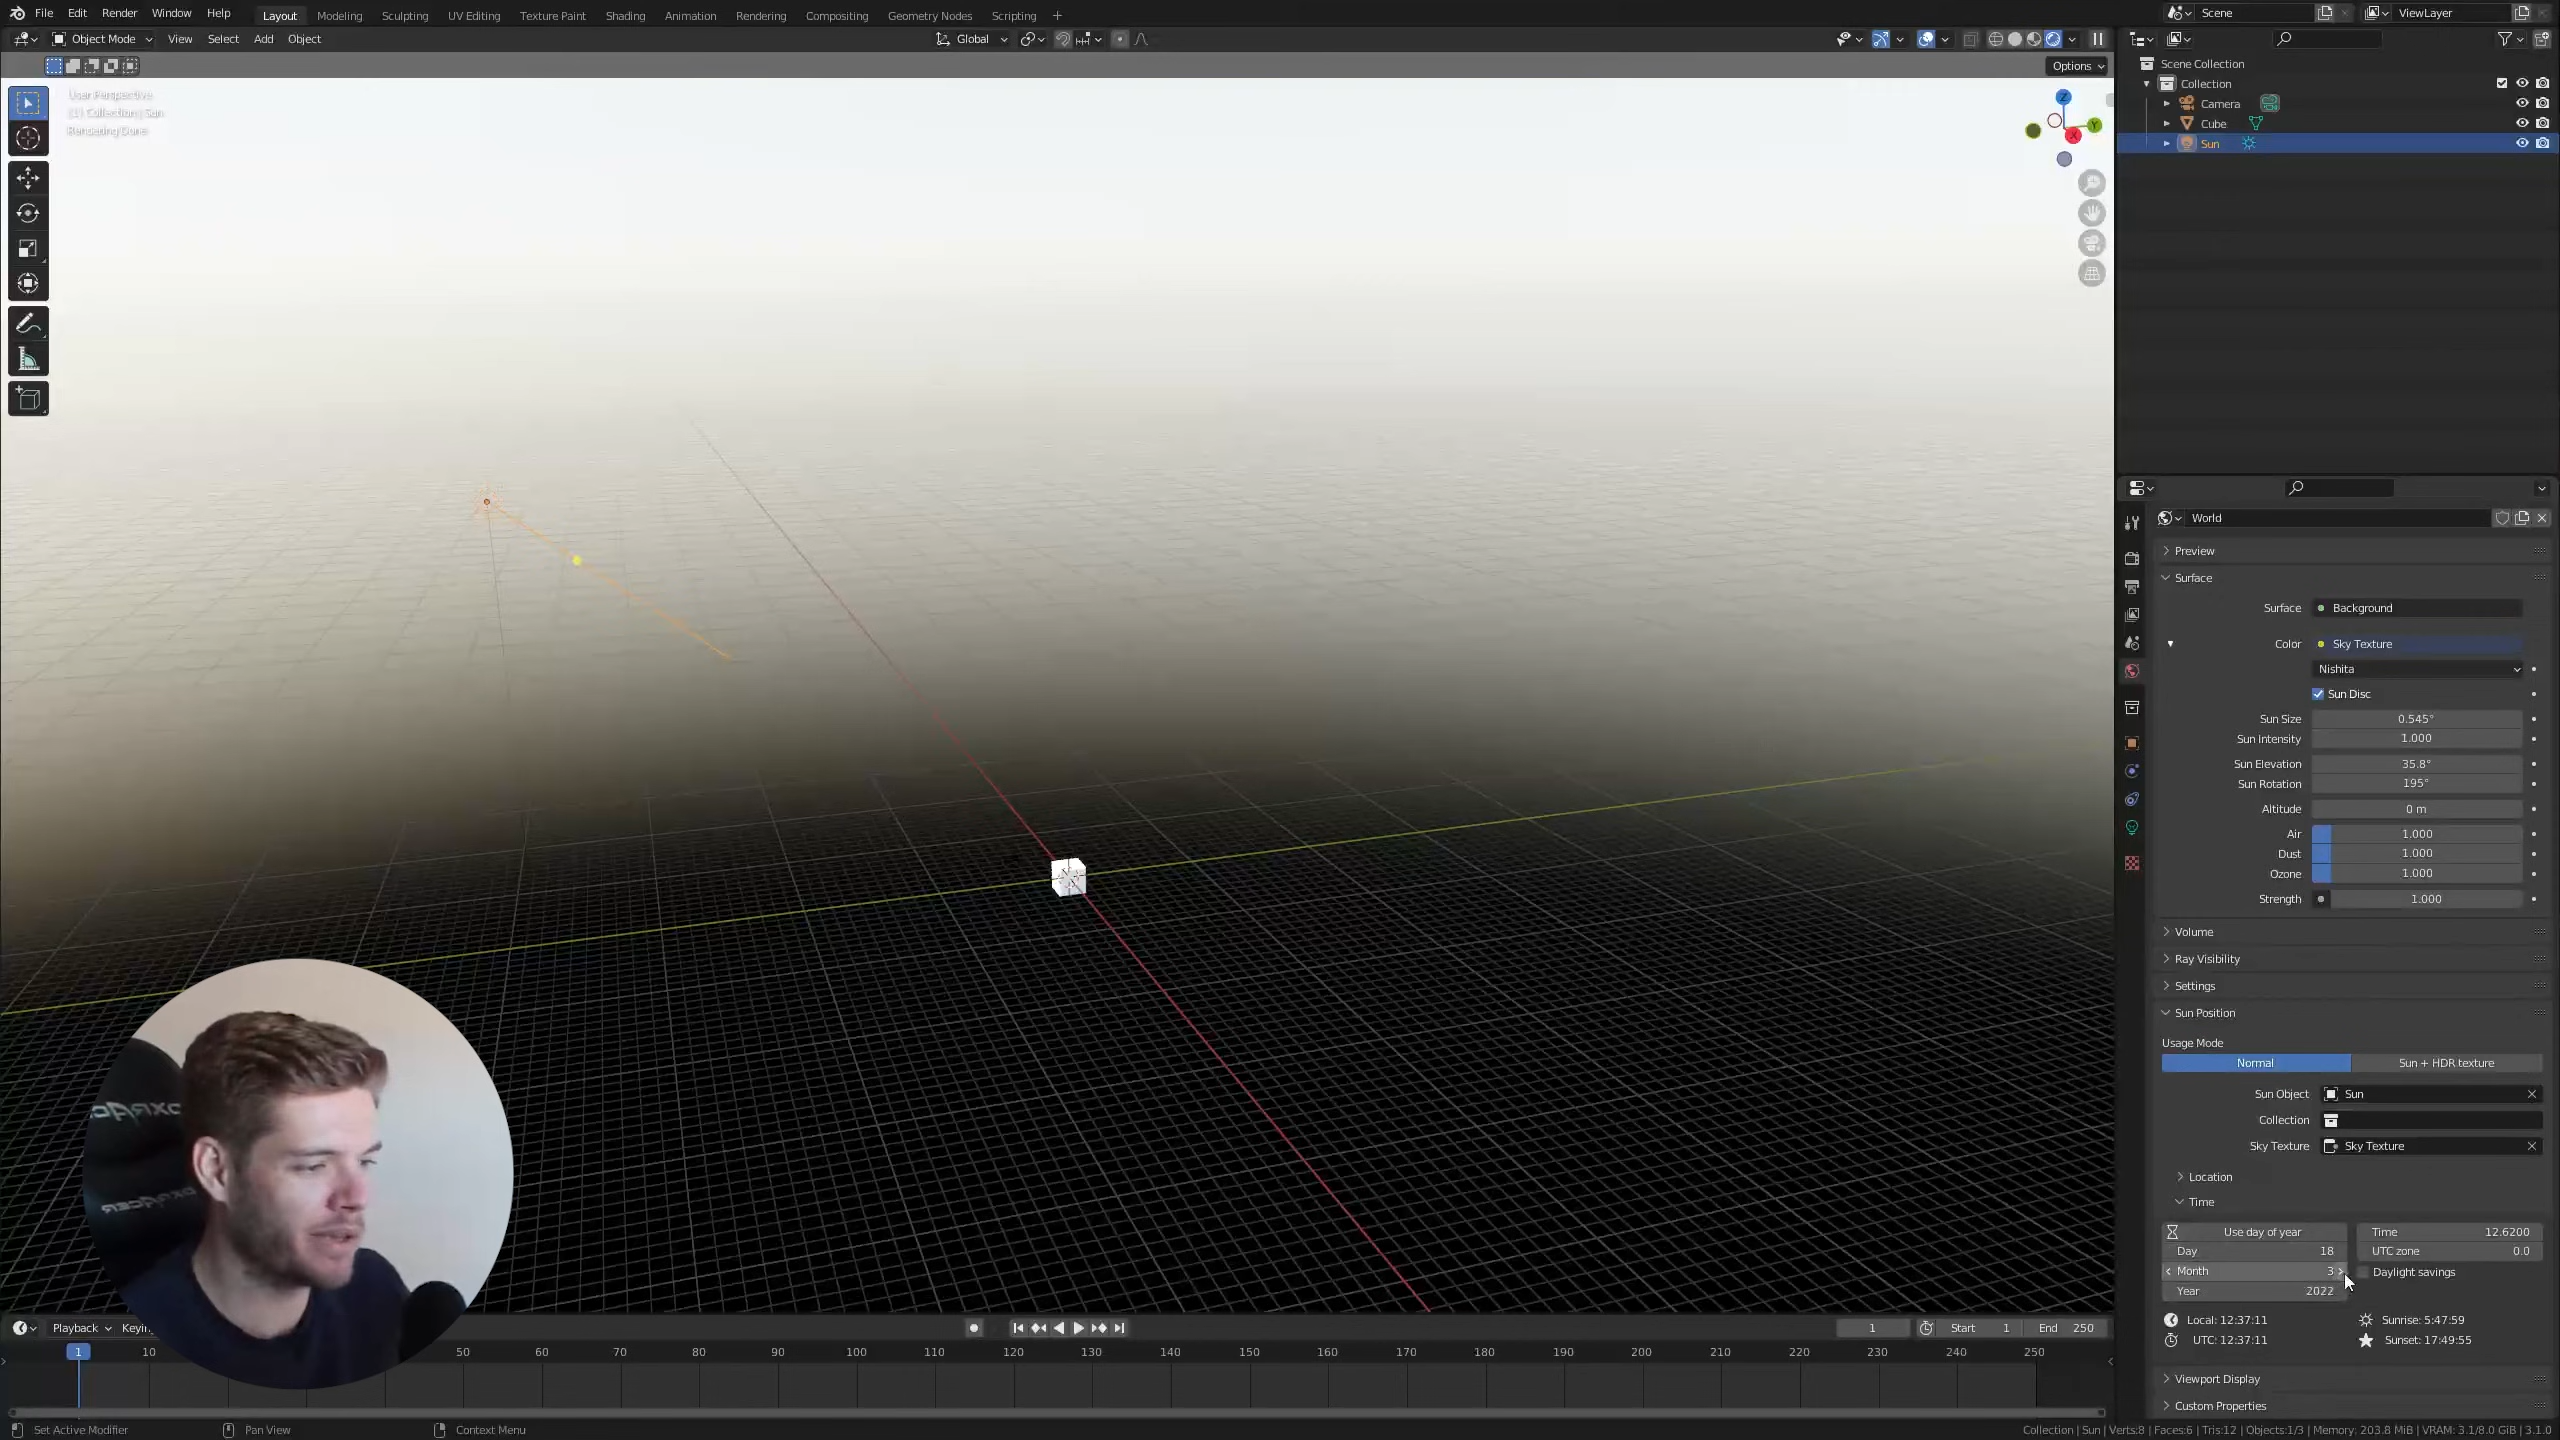 File Edit Render Window Help Layout Modeling Sculpting UV Editing Texture Paint Shading Animation Rendering Compositing Geometry Nodes Scripting + Scene ViewLayer
Object Mode View Select Add Object Global
Options
User Perspective
(1) Collection | Sun
Rendering Done
Z
Y
X
Scene Collection
Collection
Camera
Cube
Sun
World
Preview
Surface
Surface Background
Color Sky Texture
Nishita
Sun Disc
Sun Size 0.545°
Sun Intensity 1.000
Sun Elevation 35.8°
Sun Rotation 195°
Altitude 0 m
Air 1.000
Dust 1.000
Ozone 1.000
Strength 1.000
Volume
Ray Visibility
Settings
Sun Position
Usage Mode
Normal Sun + HDR texture
Sun Object Sun
Collection
Sky Texture Sky Texture
Location
Time
Use day of year Time 12.6200
Day 18 UTC zone 0.0
Month 3 Daylight savings
Year 2022
Local: 12:37:11 Sunrise: 5:47:59
UTC: 12:37:11 Sunset: 17:49:55
Viewport Display
Custom Properties
Playback Keyin 1 Start 1 End 250
1 10 50 60 70 80 90 100 110 120 130 140 150 160 170 180 190 200 210 220 230 240 250
Set Active Modifier Pan View Context Menu Collection | Sun | Verts:8 | Faces:6 | Tris:12 | Objects:1/3 | Memory: 203.8 MiB | VRAM: 3.1/8.0 GiB | 3.1.0